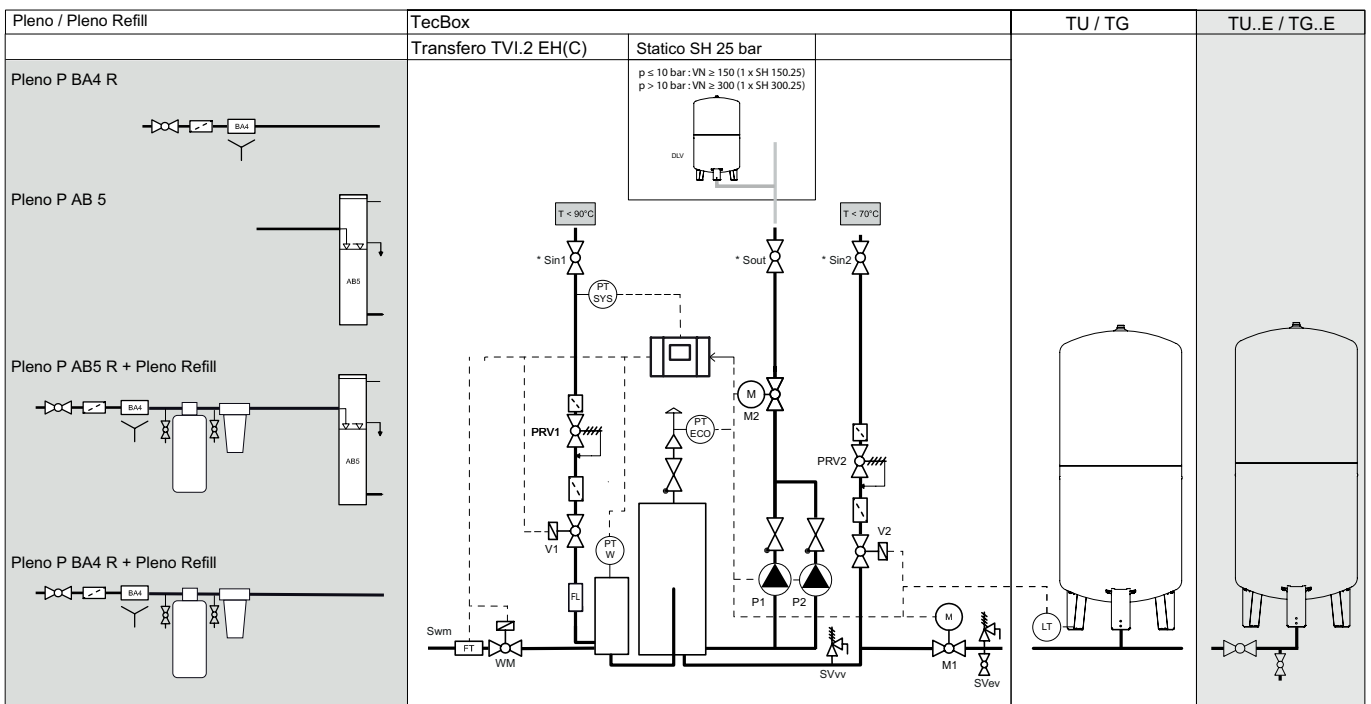 Pleno / Pleno Refill
TecBox
TU / TG
TU..E / TG..E
Transfero TVI.2 EH(C)
Statico SH 25 bar
Pleno P BA4 R
BA4
Pleno P AB 5
AB5
Pleno P AB5 R + Pleno Refill
BA4
AB5
Pleno P BA4 R + Pleno Refill
BA4
p ≤ 10 bar : VN ≥ 150 (1 x SH 150.25)
p > 10 bar : VN ≥ 300 (1 x SH 300.25)
DLV
T < 90°C
T < 70°C
* Sin1
* Sout
* Sin2
PT
SYS
M
M2
PRV1
PT
ECO
PRV2
V1
PT
W
V2
FL
P1
P2
Swm
FT
WM
SVvv
M
M1
SVev
LT